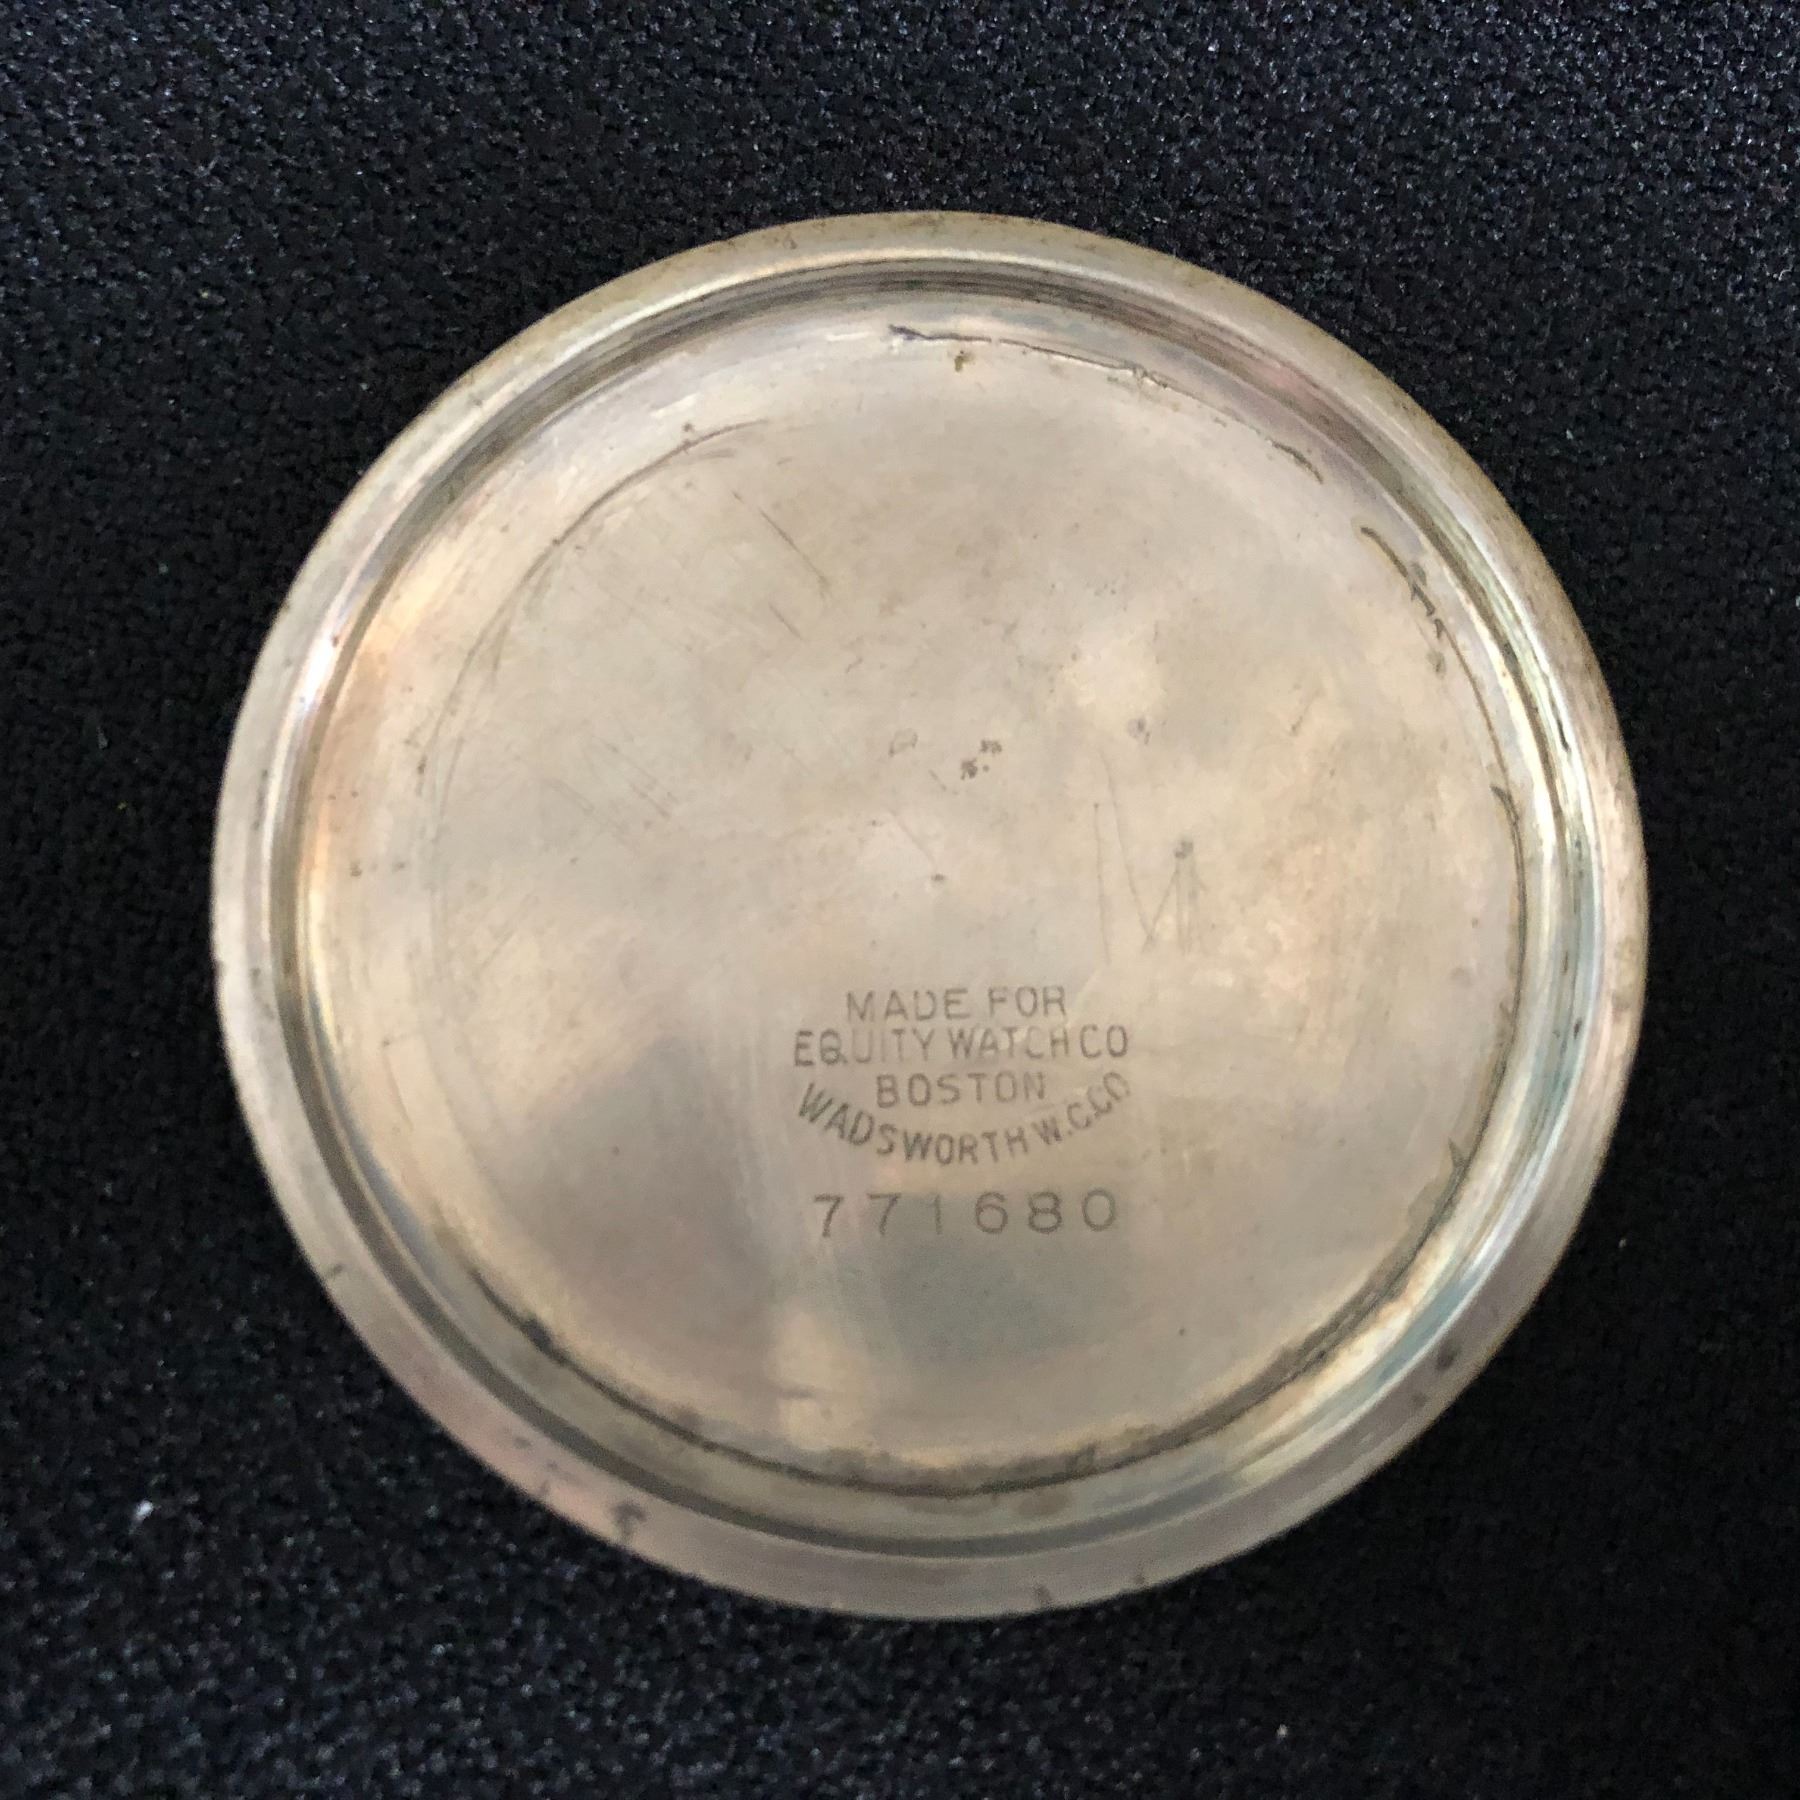 MADE FOR
EQUITY WATCH CO
BOSTON
WADSWORTH W.C.CO
771680